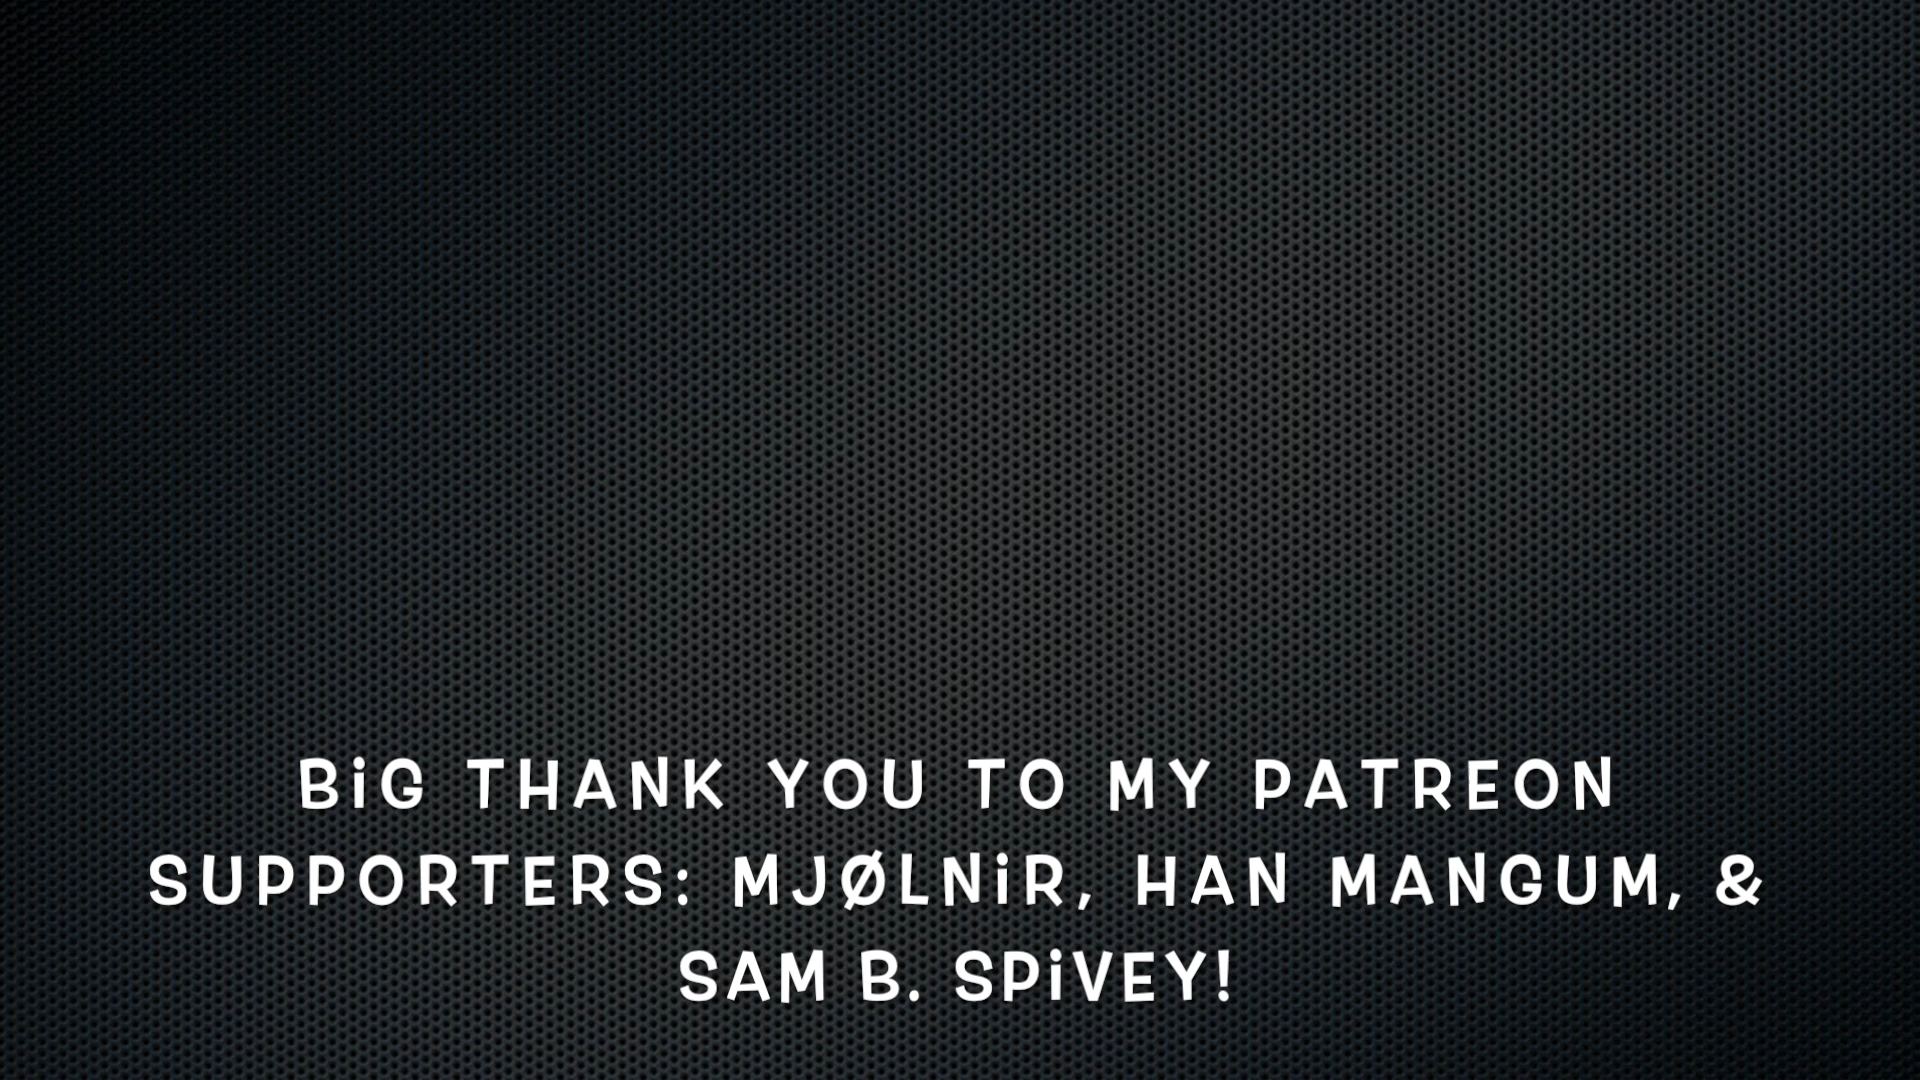 BiG THANK YOU TO MY PATREON
SUPPORTERS: MJØLNiR, HAN MANGUM, &
SAM B. SPiVEY!